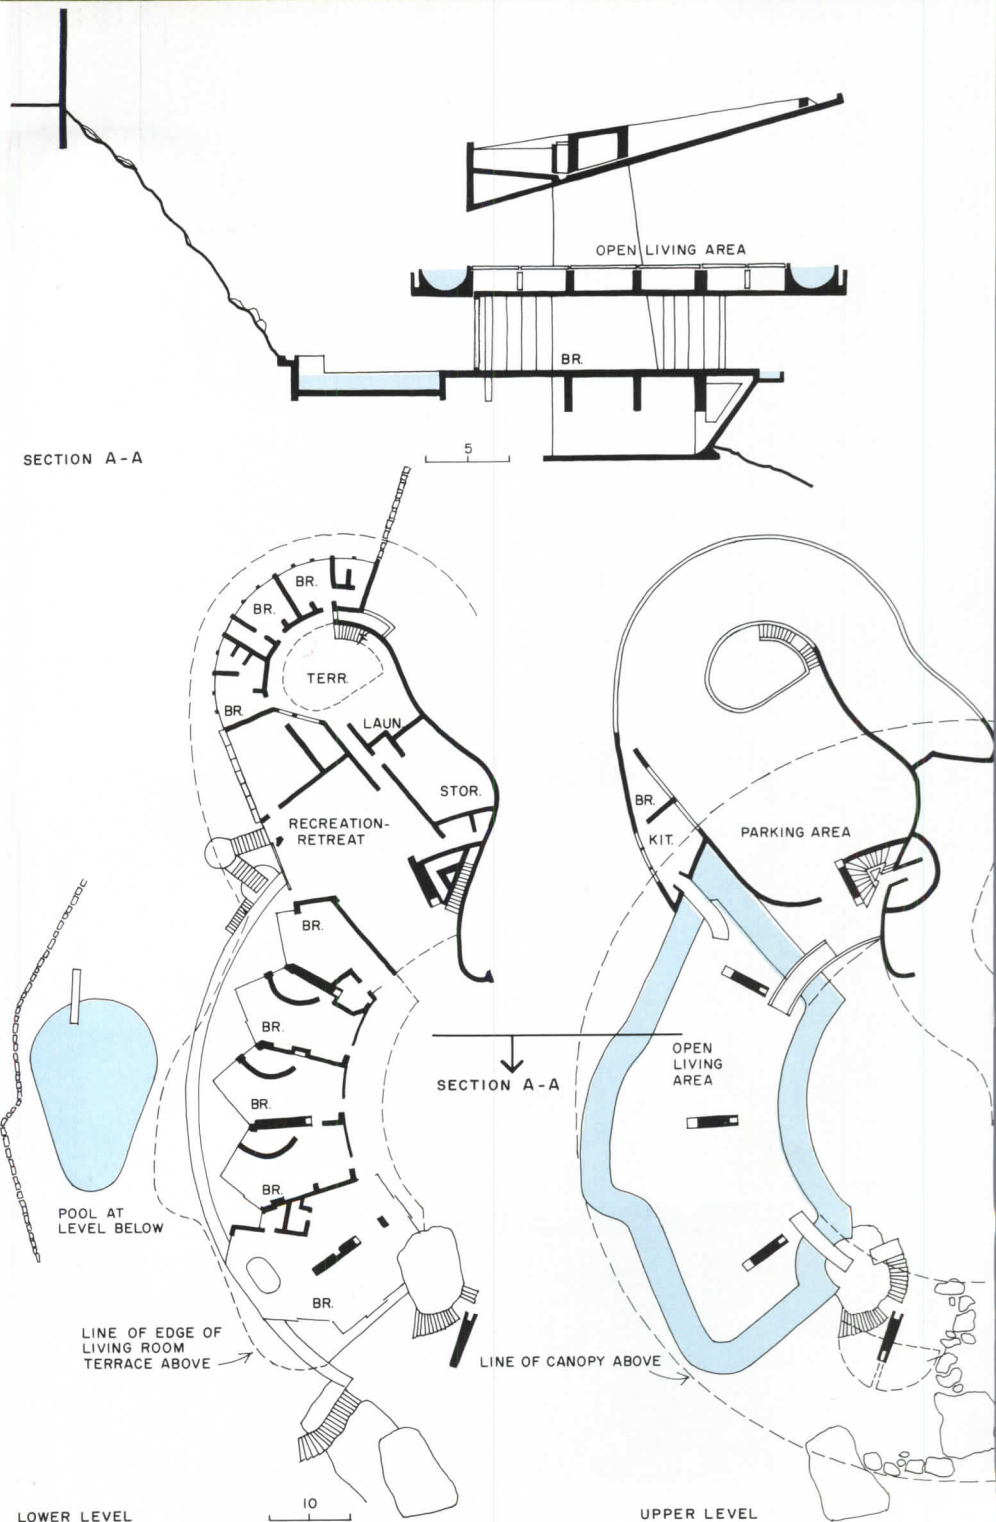 OPEN LIVING AREA
BR.
SECTION A-A
5
BR.
BR.
TERR.
BR.
LAUN.
STOR.
RECREATION-
RETREAT
BR.
BR.
BR.
BR.
BR.
POOL AT
LEVEL BELOW
LINE OF EDGE OF
LIVING ROOM
TERRACE ABOVE
SECTION A-A
BR.
KIT.
PARKING AREA
OPEN
LIVING
AREA
LINE OF CANOPY ABOVE
LOWER LEVEL
10
UPPER LEVEL